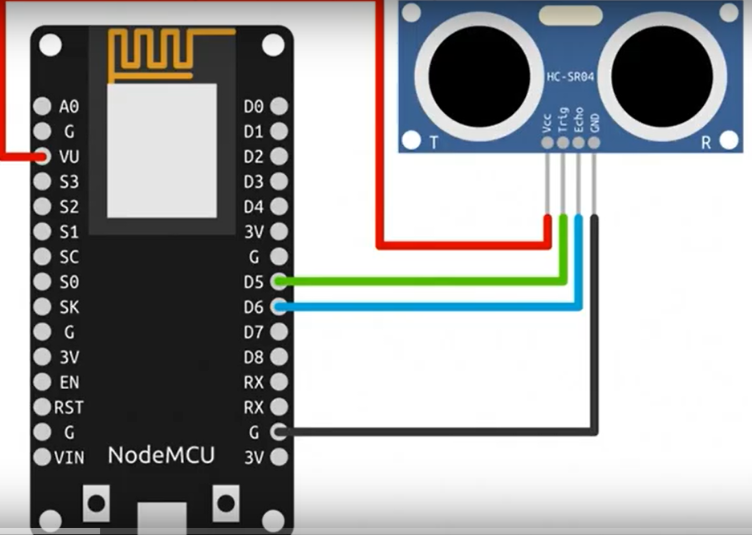 A0
G
VU
S3
S2
S1
SC
S0
SK
G
3V
EN
RST
G
VIN
D0
D1
D2
D3
D4
3V
G
D5
D6
D7
D8
RX
RX
G
3V
NodeMCU
HC-SR04
Vcc
Trig
Echo
GND
T
R